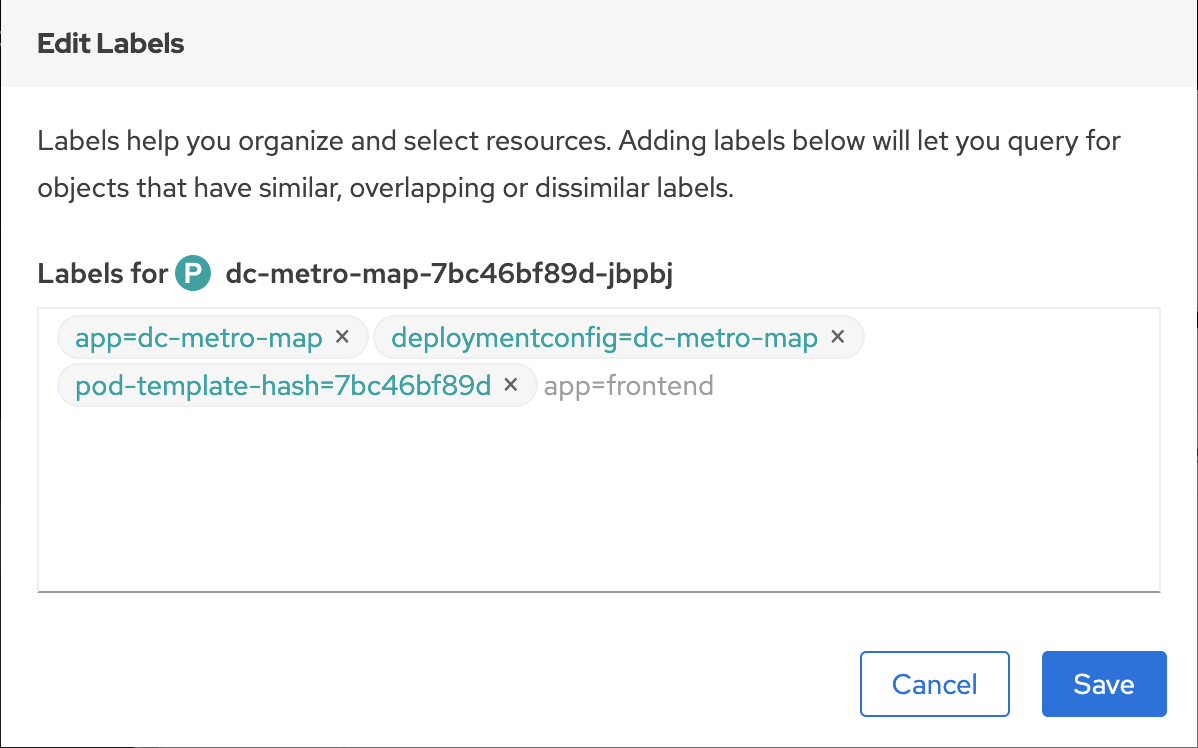 Edit Labels
Labels help you organize and select resources. Adding labels below will let you query for
objects that have similar, overlapping or dissimilar labels.
Labels for P dc-metro-map-7bc46bf89d-jbpbj
app=dc-metro-map × deploymentconfig=dc-metro-map ×
pod-template-hash=7bc46bf89d × app=frontend
Cancel Save